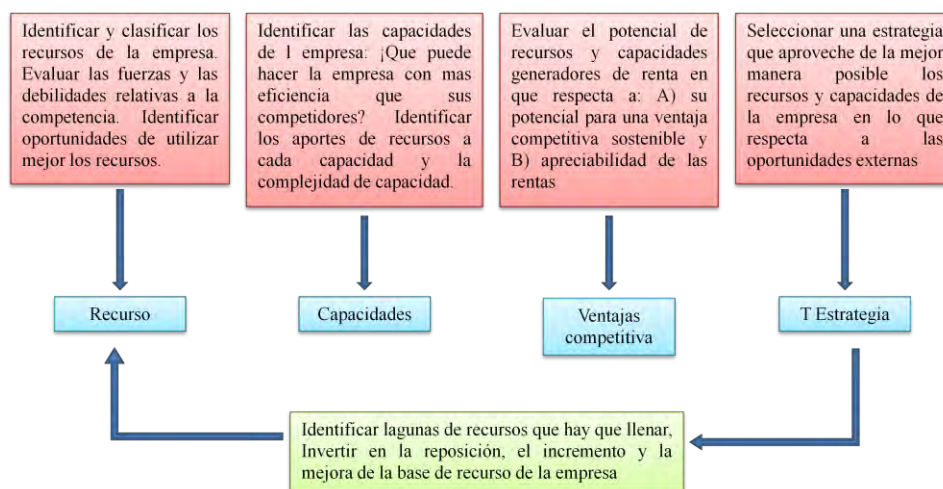 Identificar y clasificar los
recursos de la empresa.
Evaluar las fuerzas y las
debilidades relativas a la
competencia. Identificar
oportunidades de utilizar
mejor los recursos.
Identificar las capacidades
de l empresa: ¡Que puede
hacer la empresa con mas
eficiencia que sus
competidores? Identificar
los aportes de recursos a
cada capacidad y la
complejidad de capacidad.
Evaluar el potencial de
recursos y capacidades
generadores de renta en
que respecta a: A) su
potencial para una ventaja
competitiva sostenible y
B) apreciabilidad de las
rentas
Seleccionar una estrategia
que aproveche de la mejor
manera posible los
recursos y capacidades de
la empresa en lo que
respecta a las
oportunidades externas
Recurso
Capacidades
Ventajas
competitiva
T Estrategia
Identificar lagunas de recursos que hay que llenar,
Invertir en la reposición, el incremento y la
mejora de la base de recurso de la empresa